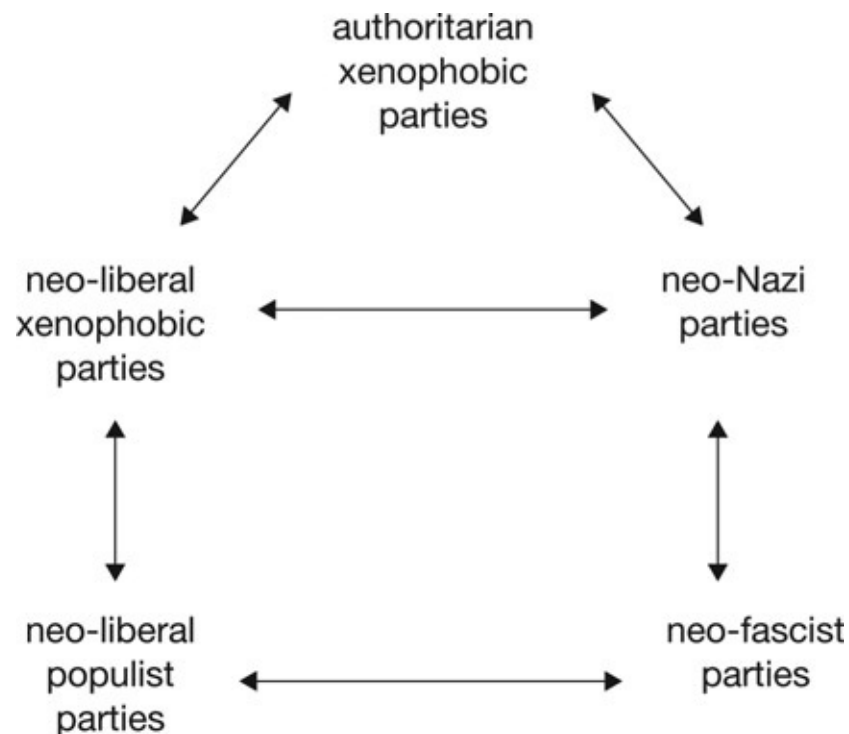 authoritarian
xenophobic
parties
neo-liberal
xenophobic
parties
neo-Nazi
parties
neo-liberal
populist
parties
neo-fascist
parties